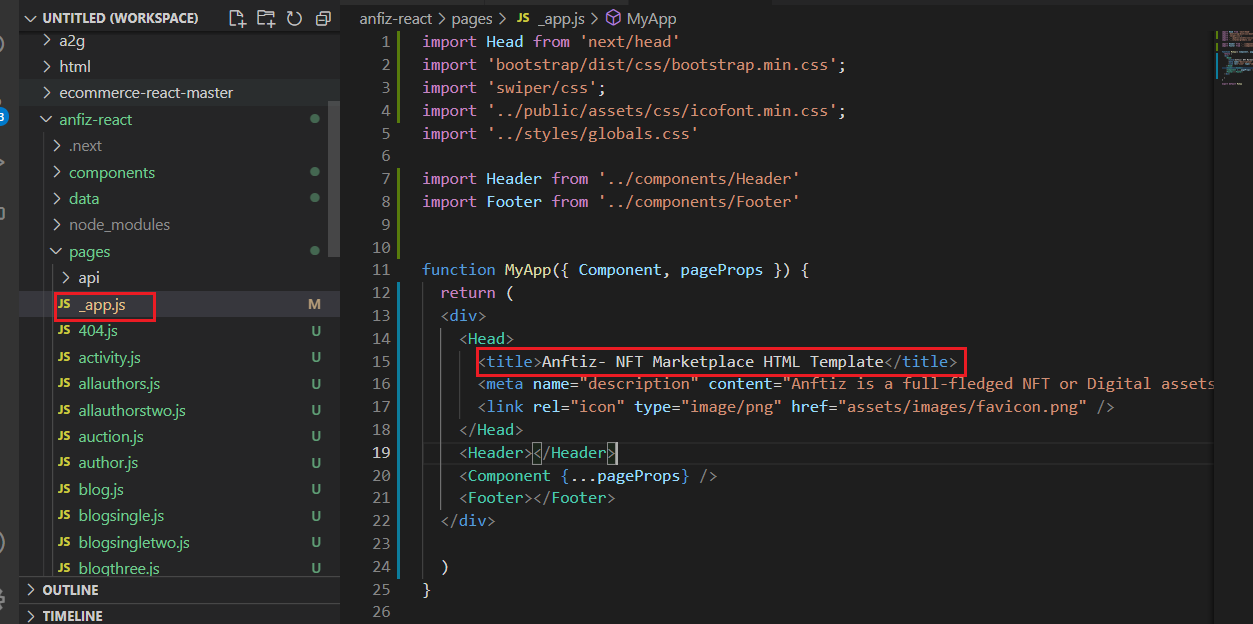 UNTITLED (WORKSPACE)
a2g
html
ecommerce-react-master
anfiz-react
.next
components
data
node_modules
pages
api
JS _app.js M
JS 404.js U
JS activity.js U
JS allauthors.js U
JS allauthorstwo.js U
JS auction.js U
JS author.js U
JS blog.js U
JS blogsingle.js U
JS blogsingletwo.js U
JS blogthree.js U
OUTLINE
TIMELINE
3
anfiz-react > pages > JS _app.js > MyApp
1 import Head from 'next/head'
2 import 'bootstrap/dist/css/bootstrap.min.css';
3 import 'swiper/css';
4 import '../public/assets/css/icofont.min.css';
5 import '../styles/globals.css'
6
7 import Header from '../components/Header'
8 import Footer from '../components/Footer'
9
10
11 function MyApp({ Component, pageProps }) {
12 return (
13 <div>
14 <Head>
15 <title>Anftiz- NFT Marketplace HTML Template</title>
16 <meta name="description" content="Anftiz is a full-fledged NFT or Digital assets
17 <link rel="icon" type="image/png" href="assets/images/favicon.png" />
18 </Head>
19 <Header></Header>
20 <Component {...pageProps} />
21 <Footer></Footer>
22 </div>
23
24 )
25 }
26